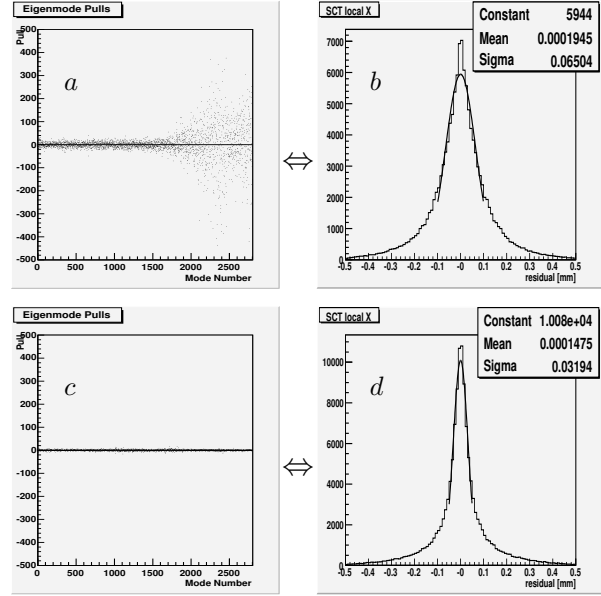 Eigenmode Pulls
Pull
500
400
300
200
100
0
-100
-200
-300
-400
-500
0 500 1000 1500 2000 2500
Mode Number
a
⇔
SCT local X
Constant 5944
Mean 0.0001945
Sigma 0.06504
7000
6000
5000
4000
3000
2000
1000
0
-0.5 -0.4 -0.3 -0.2 -0.1 -0 0.1 0.2 0.3 0.4 0.5
residual [mm]
b
Eigenmode Pulls
Pull
500
400
300
200
100
0
-100
-200
-300
-400
-500
0 500 1000 1500 2000 2500
Mode Number
c
⇔
SCT local X
Constant 1.008e+04
Mean 0.0001475
Sigma 0.03194
10000
8000
6000
4000
2000
0
-0.5 -0.4 -0.3 -0.2 -0.1 -0 0.1 0.2 0.3 0.4 0.5
residual [mm]
d